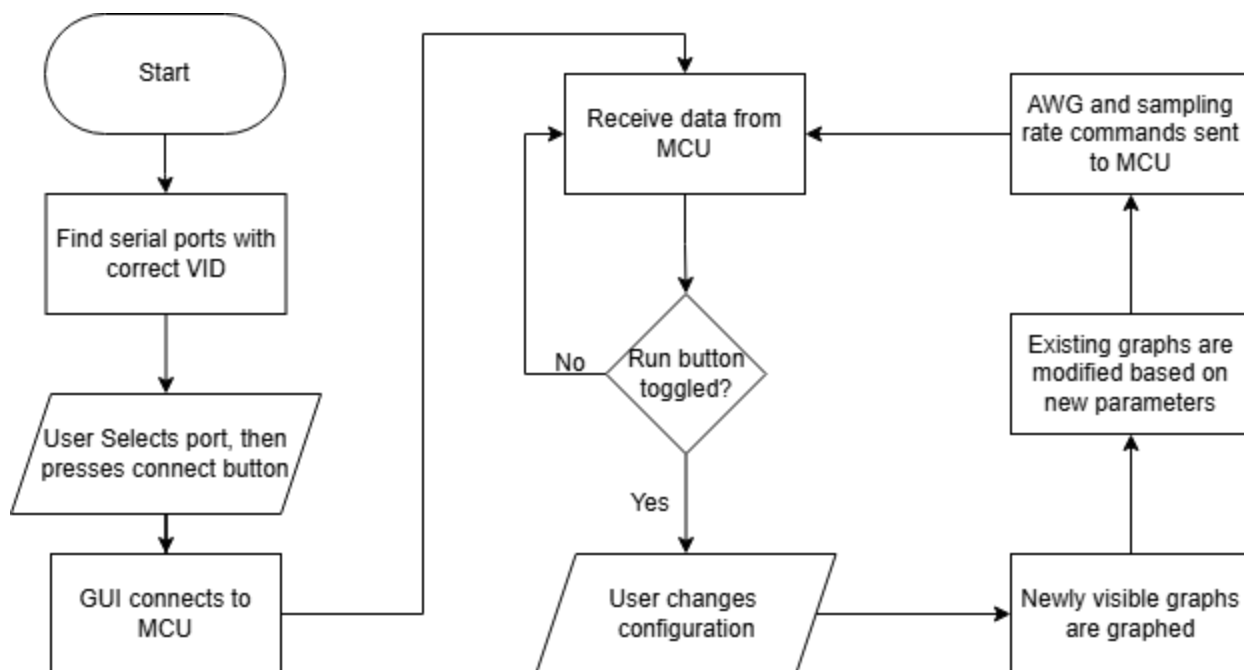 Start
Find serial ports with
correct VID
User Selects port, then
presses connect button
GUI connects to
MCU
Receive data from
MCU
Run button
toggled?
No
Yes
User changes
configuration
Newly visible graphs
are graphed
Existing graphs are
modified based on
new parameters
AWG and sampling
rate commands sent
to MCU